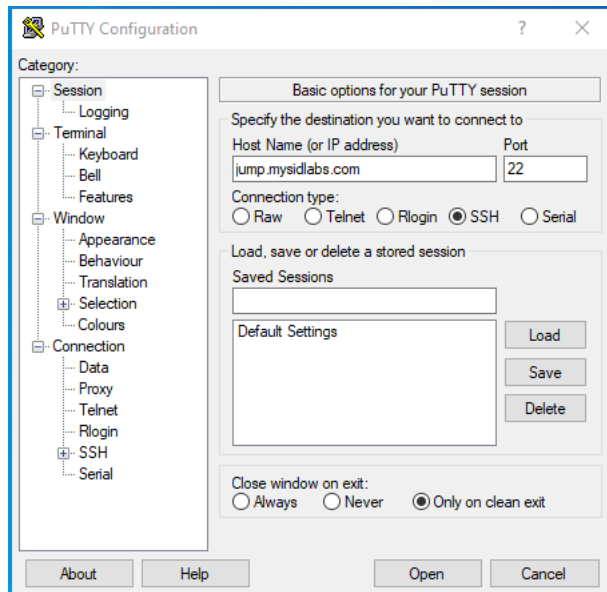 PuTTY Configuration
?
Category:
Session
Logging
Terminal
Keyboard
Bell
Features
Window
Appearance
Behaviour
Translation
Selection
Colours
Connection
Data
Proxy
Telnet
Rlogin
SSH
Serial
Basic options for your PuTTY session
Specify the destination you want to connect to
Host Name (or IP address) Port
jump.mysidlabs.com 22
Connection type:
Raw Telnet Rlogin SSH Serial
Load, save or delete a stored session
Saved Sessions
Default Settings
Load
Save
Delete
Close window on exit:
Always Never Only on clean exit
About Help Open Cancel